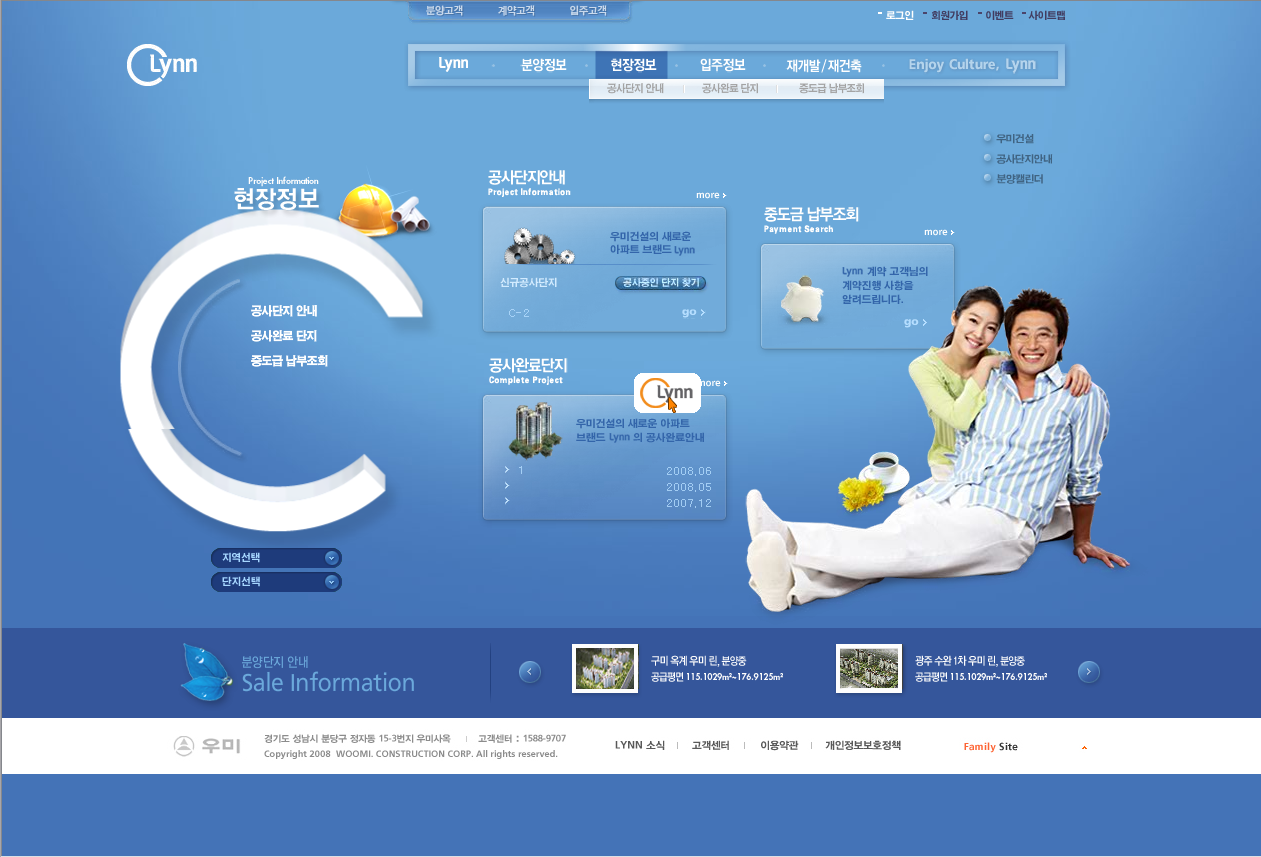 분양고객 계약고객 입주고객
로그인 회원가입 이벤트 사이트맵
Lynn
Lynn 분양정보 현장정보 입주정보 재개발/재건축 Enjoy Culture, Lynn
공사단지 안내 공사완료 단지 중도금 납부조회
우미건설
공사단지안내
분양캘린더
Project Information
현장정보
공사단지 안내
공사완료 단지
중도금 납부조회
지역선택
단지선택
공사단지안내
Project Information
more
우미건설의 새로운
아파트 브랜드 Lynn
신규공사단지 공사중인 단지 찾기
C-2 go
공사완료단지
Complete Project
more
Lynn
우미건설의 새로운 아파트
브랜드 Lynn 의 공사완료안내
1 2008.06
2008.05
2007.12
중도금 납부조회
Payment Search
more
Lynn 계약 고객님의
계약진행 사항을
알려드립니다.
go
분양단지 안내
Sale Information
구미 옥계 우미 린, 분양중
공급평면 115.1029m²~176.9125m²
광주 수완 1차 우미 린, 분양중
공급평면 115.1029m²~176.9125m²
우미
경기도 성남시 분당구 정자동 15-3번지 우미사옥 고객센터 : 1588-9707
Copyright 2008 WOOMI. CONSTRUCTION CORP. All rights reserved.
LYNN 소식 고객센터 이용약관 개인정보보호정책
Family Site